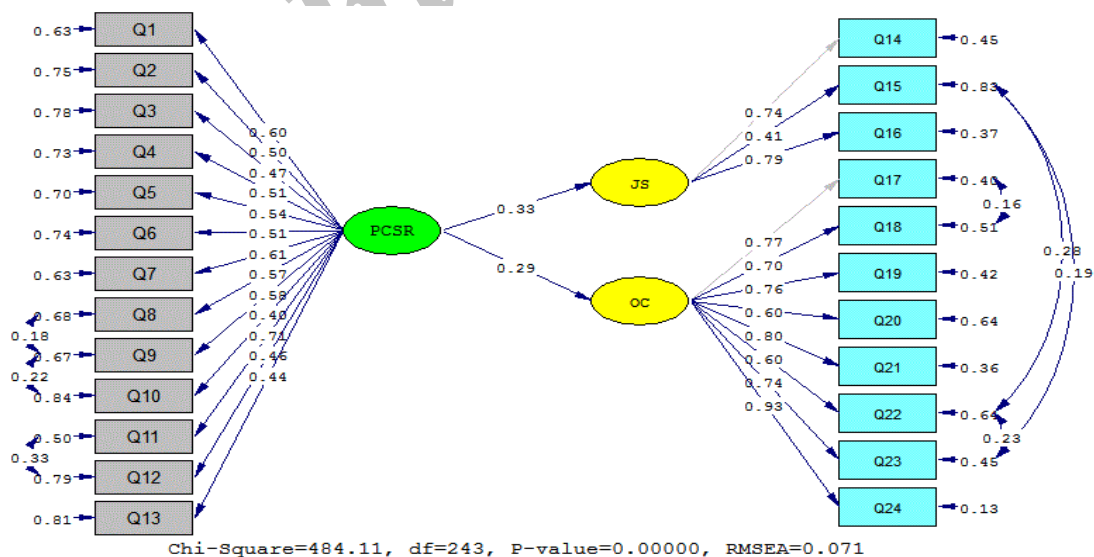 0.63 Q1
0.75 Q2
0.78 Q3
0.73 Q4
0.70 Q5
0.74 Q6
0.63 Q7
0.68 Q8
0.18
0.67 Q9
0.22
0.84 Q10
0.50 Q11
0.33
0.79 Q12
0.81 Q13
0.60
0.50
0.47
0.51
0.54
0.51
0.61
0.57
0.58
0.40
0.71
0.46
0.44
PCSR
0.33
0.29
JS
OC
0.74
0.41
0.79
0.77
0.70
0.76
0.60
0.80
0.60
0.74
0.93
Q14 0.45
Q15 0.83
Q16 0.37
Q17 0.40
0.16
Q18 0.51
Q19 0.42
Q20 0.64
Q21 0.36
Q22 0.64
0.23
Q23 0.45
Q24 0.13
0.28
0.19
Chi-Square=484.11, df=243, P-value=0.00000, RMSEA=0.071